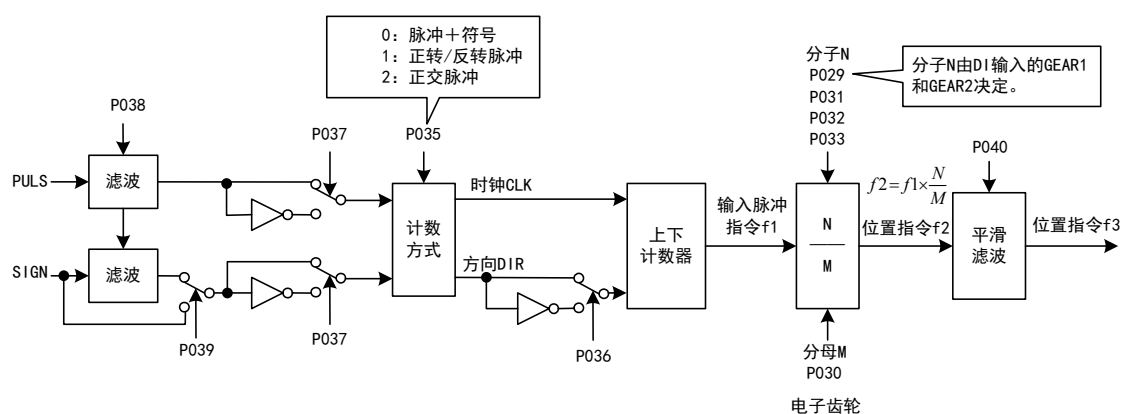 0: 脉冲＋符号
1: 正转/反转脉冲
2: 正交脉冲
分子N
P029
P031
P032
P033
分子N由DI输入的GEAR1
和GEAR2决定。
P038
P037
P035
P040
PULS
滤波
时钟CLK
计数
方式
上下
计数器
输入脉冲
指令f1
N
M
f2=f1×N/M
位置指令f2
平滑
滤波
位置指令f3
SIGN
滤波
方向DIR
P039
P037
P036
分母M
P030
电子齿轮